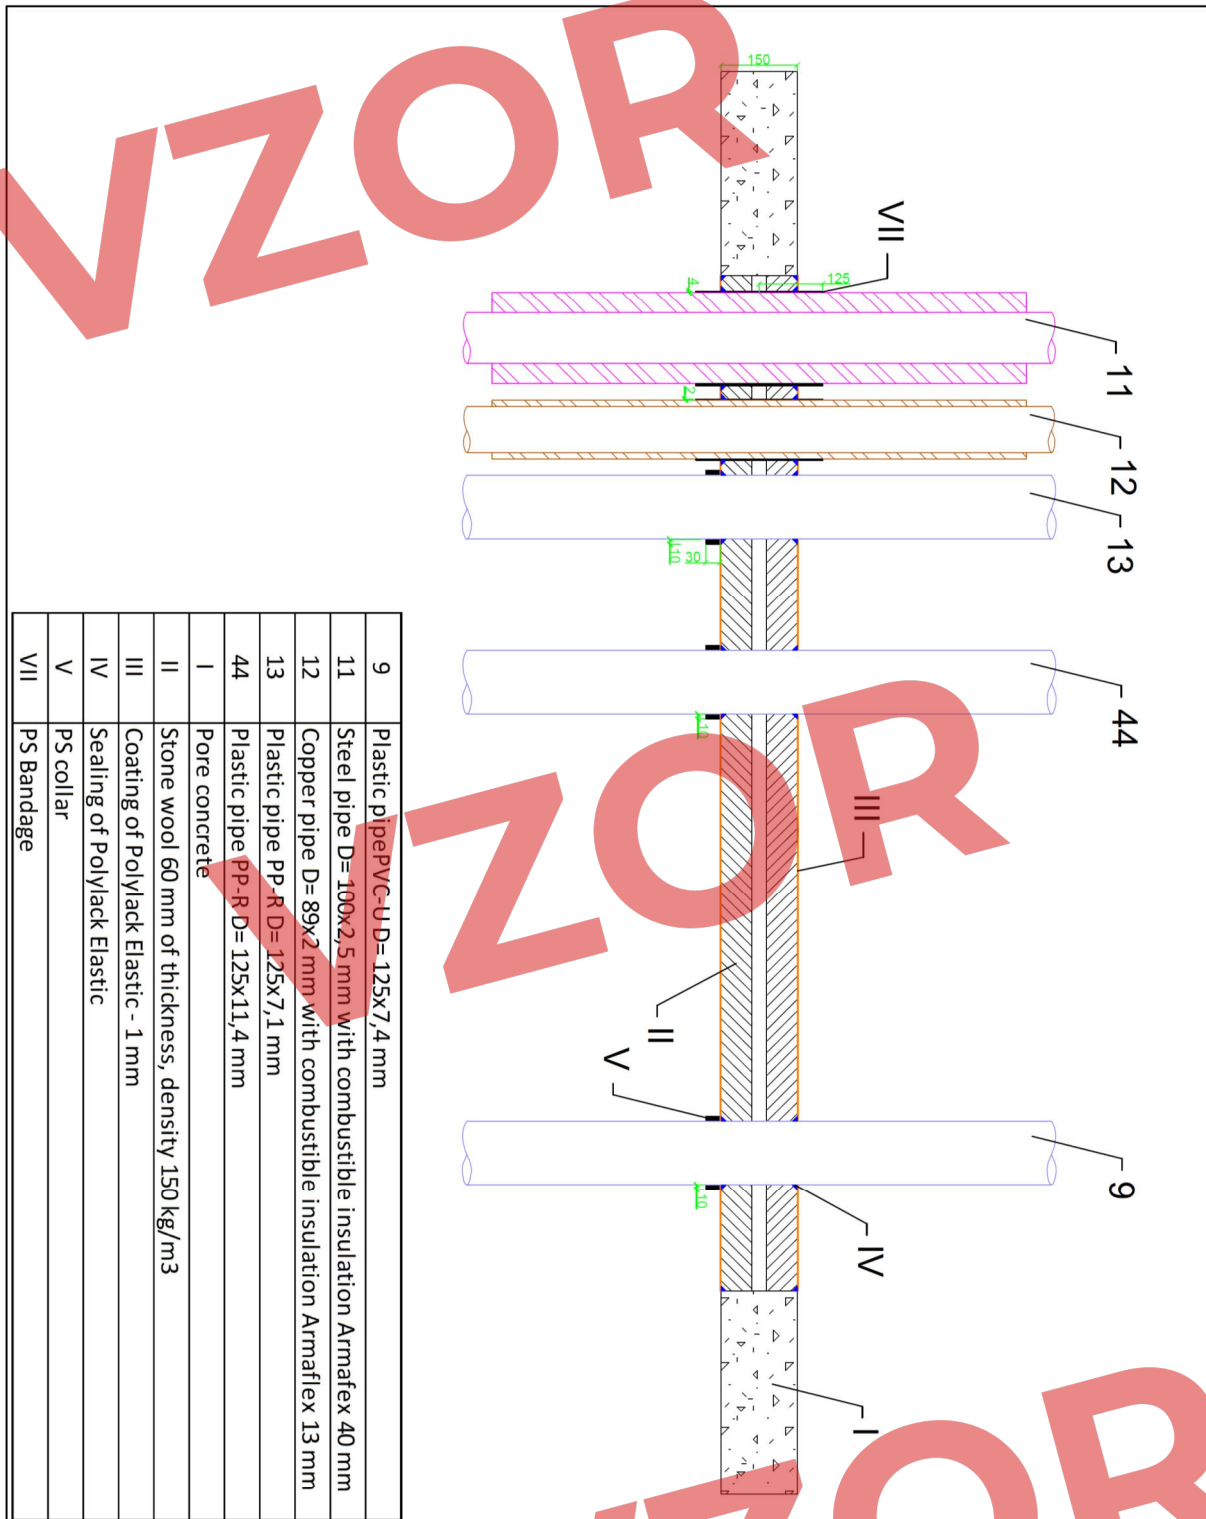 VZOR
150
VII
125
4
11
2
12
13
10
30
44
10
VZOR
III
II
V
9
10
IV
I
VZOR
9 Plastic pipePVC-U D= 125x7,4 mm
11 Steel pipe D= 100x2,5 mm with combustible insulation Armafex 40 mm
12 Copper pipe D= 89x2 mm with combustible insulation Armaflex 13 mm
13 Plastic pipe PP-R D= 125x7,1 mm
44 Plastic pipe PP-R D= 125x11,4 mm
I Pore concrete
II Stone wool 60 mm of thickness, density 150 kg/m3
III Coating of Polylack Elastic - 1 mm
IV Sealing of Polylack Elastic
V PS collar
VII PS Bandage